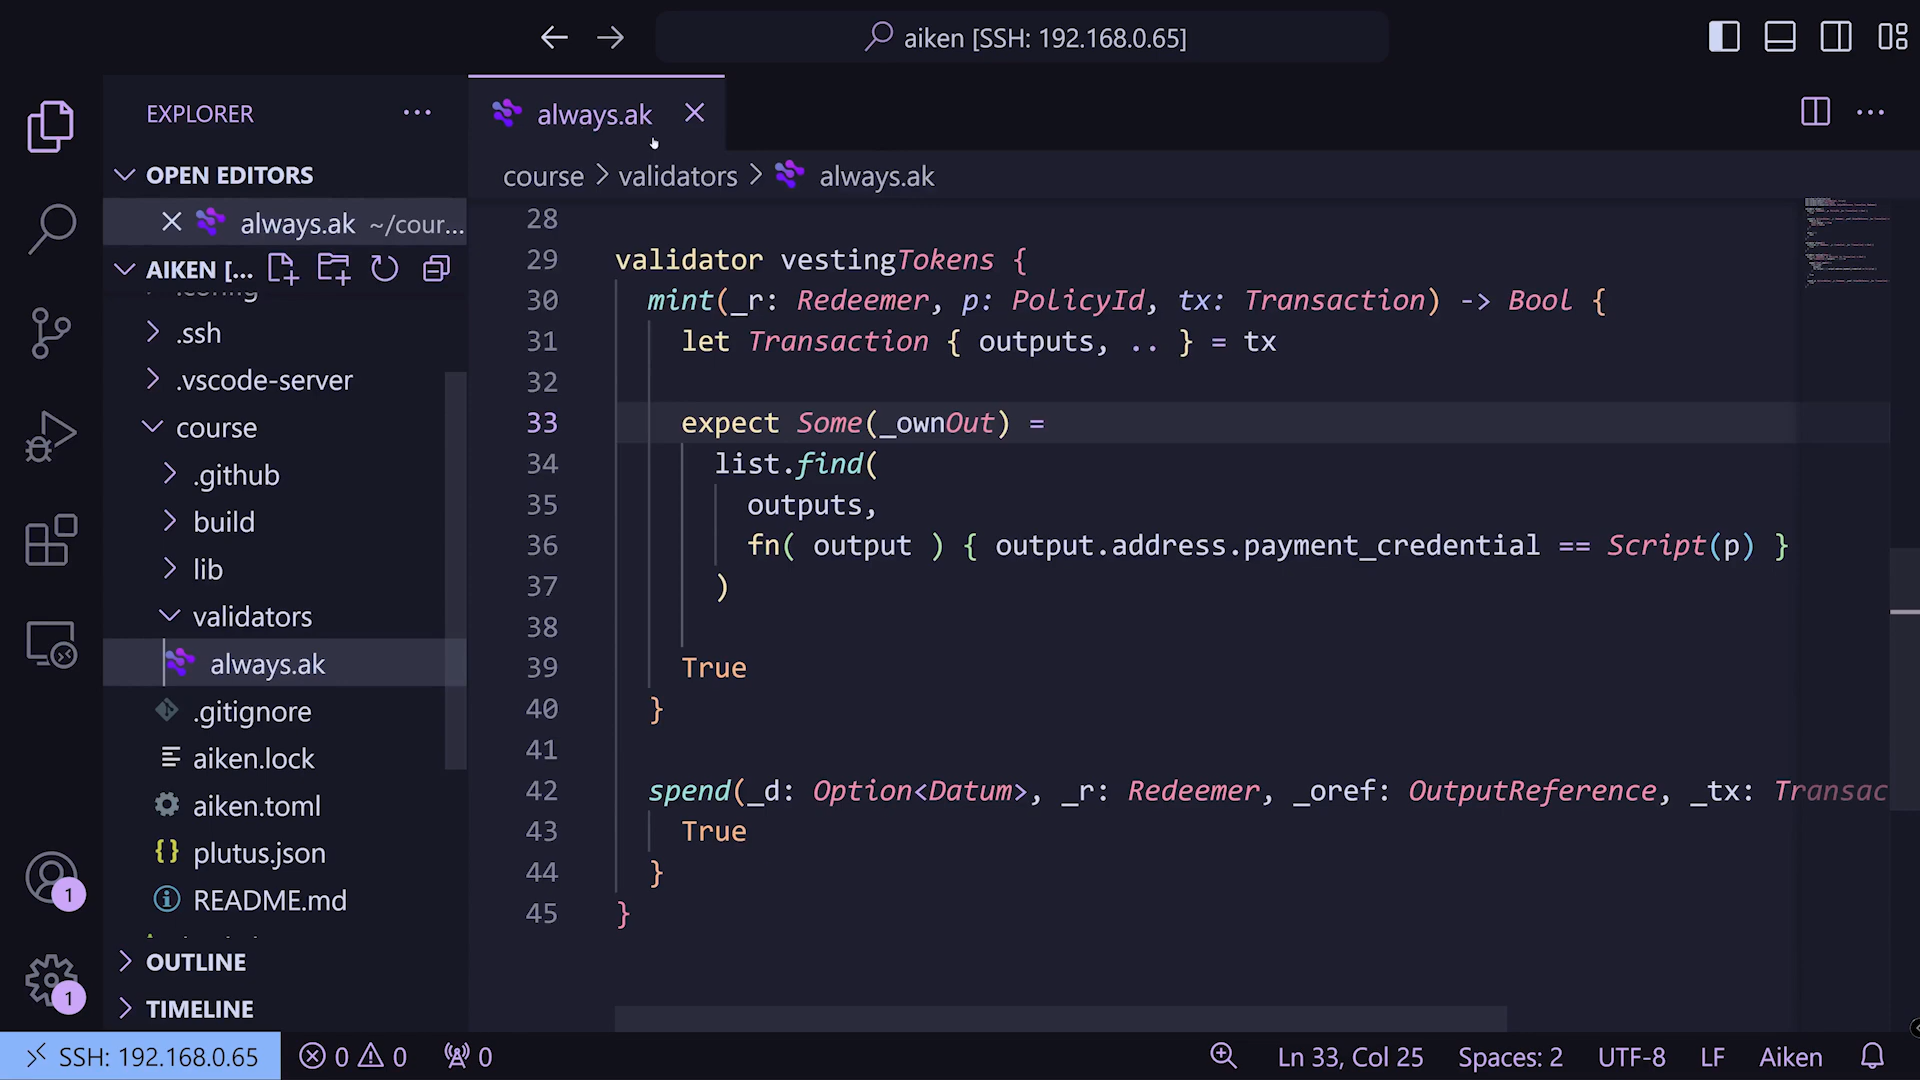 aiken [SSH: 192.168.0.65]
EXPLORER
always.ak
OPEN EDITORS
always.ak ~/cour...
AIKEN [...
.config
.ssh
.vscode-server
course
.github
build
lib
validators
always.ak
.gitignore
aiken.lock
aiken.toml
plutus.json
README.md
OUTLINE
TIMELINE
course > validators > always.ak
28
29 validator vestingTokens {
30 mint(_r: Redeemer, p: PolicyId, tx: Transaction) -> Bool {
31 let Transaction { outputs, .. } = tx
32
33 expect Some(_ownOut) =
34 list.find(
35 outputs,
36 fn( output ) { output.address.payment_credential == Script(p) }
37 )
38
39 True
40 }
41
42 spend(_d: Option<Datum>, _r: Redeemer, _oref: OutputReference, _tx: Transac
43 True
44 }
45 }
1
1
SSH: 192.168.0.65 0 0 0 Ln 33, Col 25 Spaces: 2 UTF-8 LF Aiken